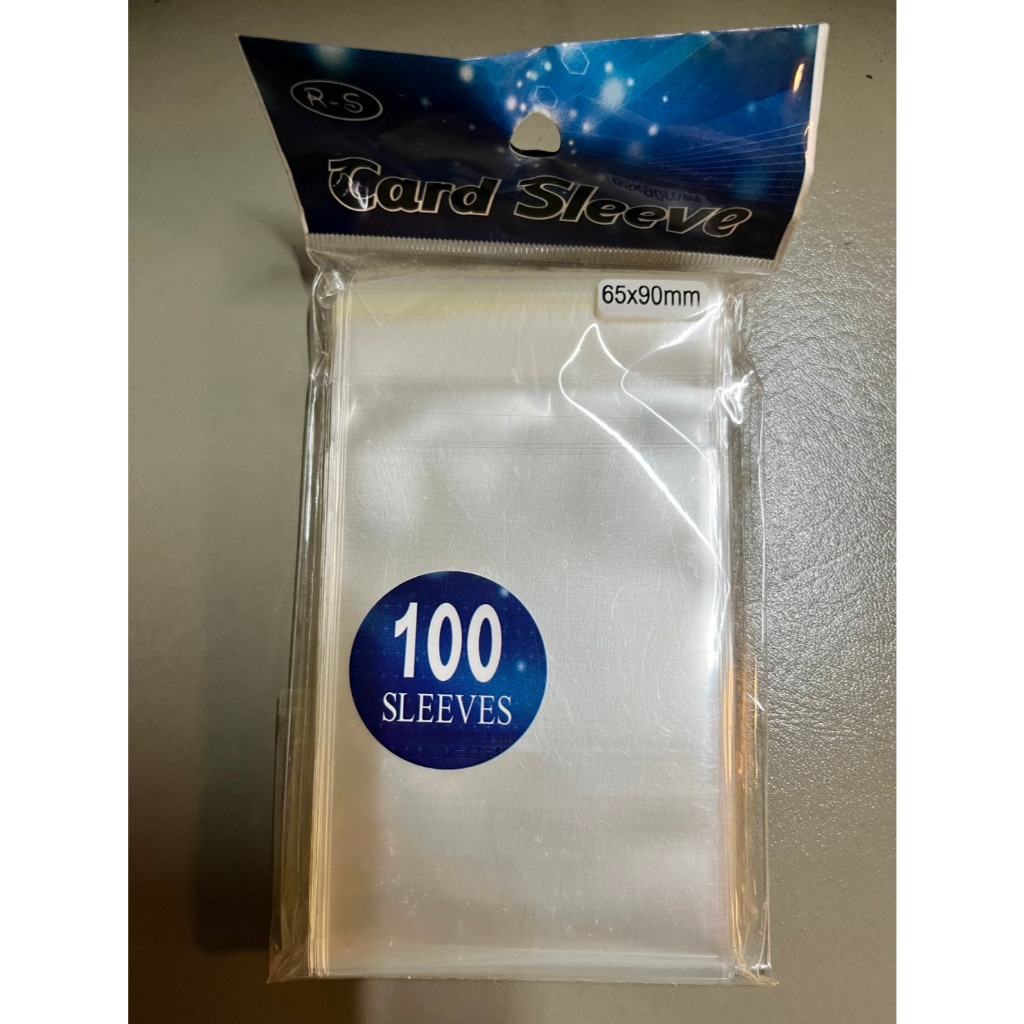 R-S
Card Sleeve
65x90mm
100
SLEEVES